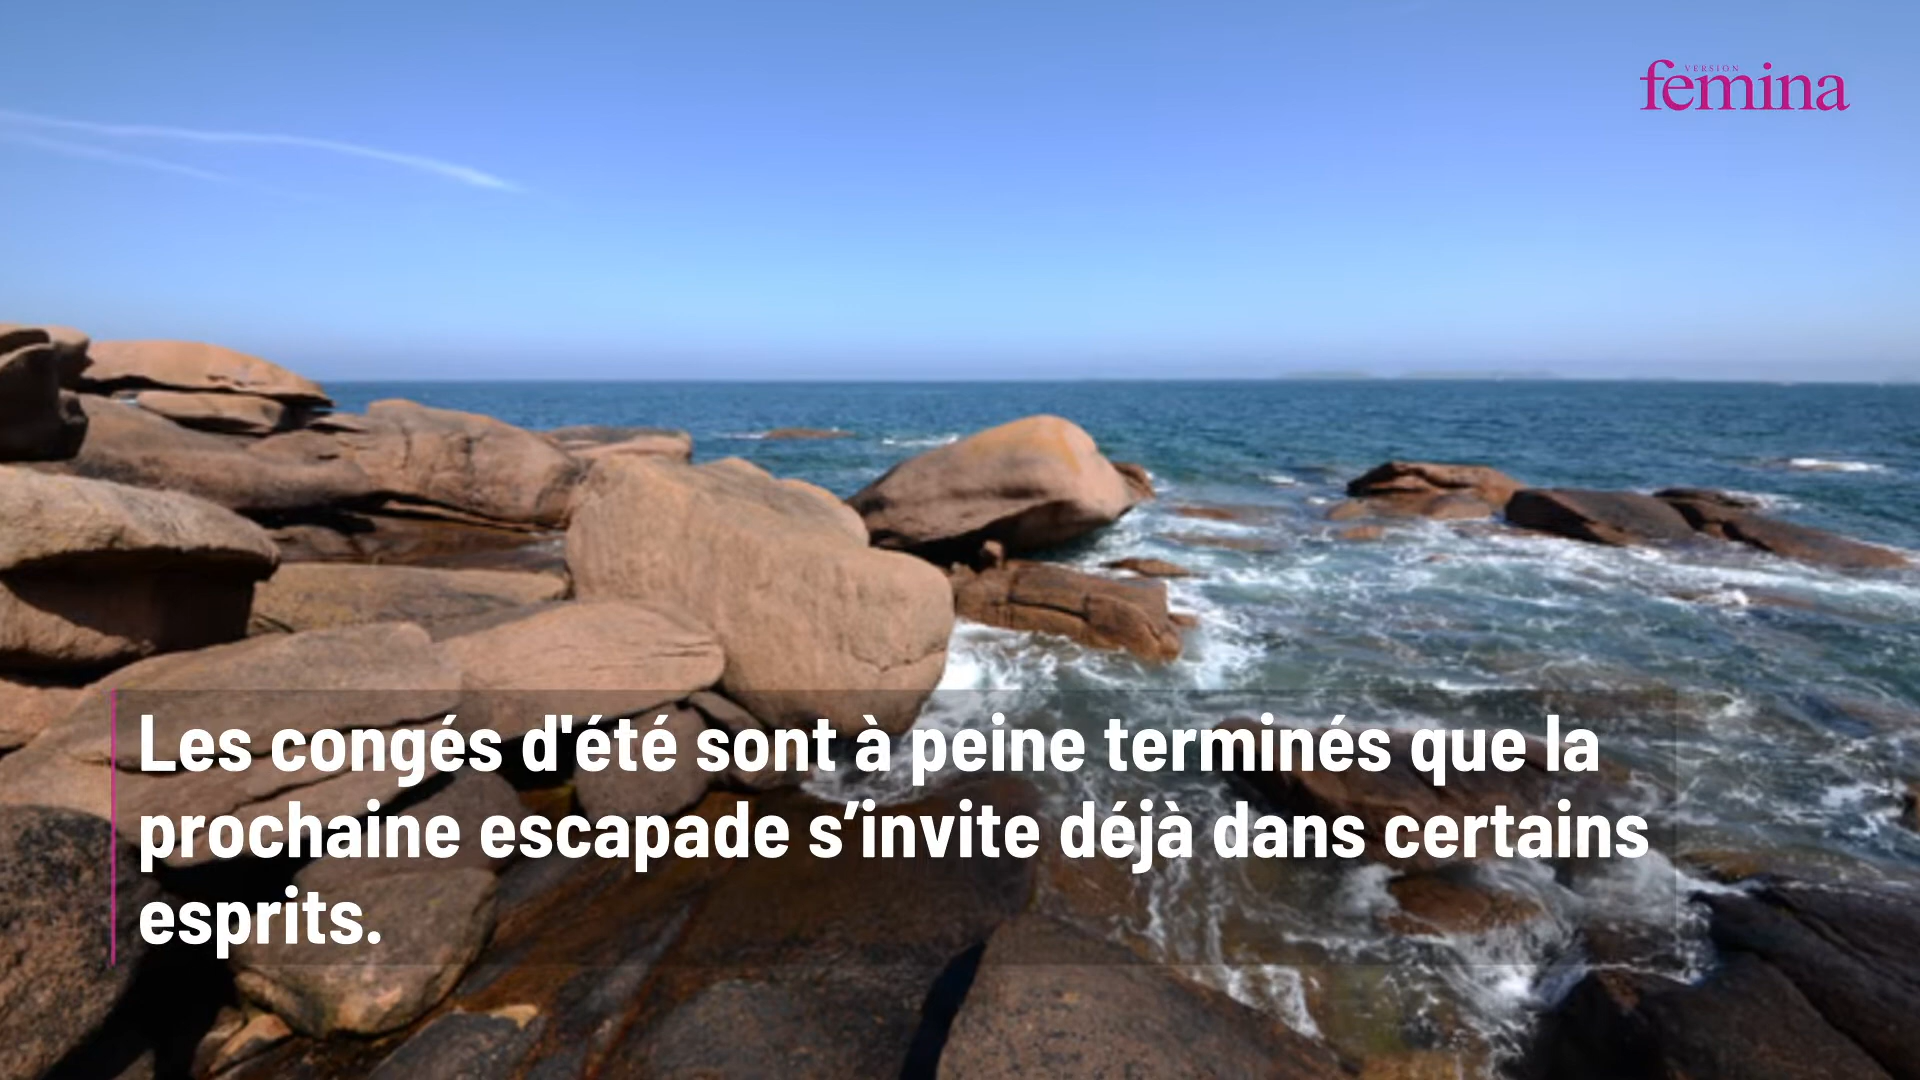 VERSION
femina
Les congés d'été sont à peine terminés que la
prochaine escapade s’invite déjà dans certains
esprits.